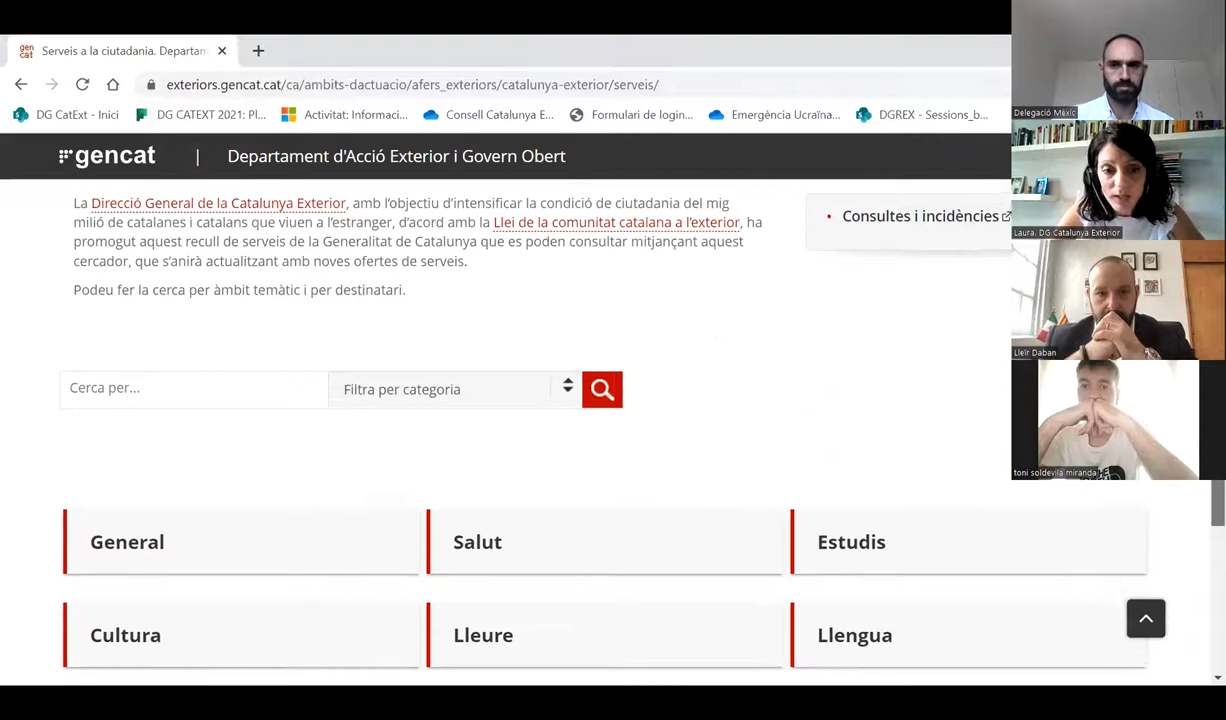 gen
cat
Serveis a la ciutadania. Departam
exteriors.gencat.cat/ca/ambits-dactuacio/afers_exteriors/catalunya-exterior/serveis/
DG CatExt - Inici
DG CATEXT 2021: Pl...
Activitat: Informaci...
Consell Catalunya E...
Formulari de login...
Emergència Ucraïna...
DGREX - Sessions_b...
gencat | Departament d'Acció Exterior i Govern Obert
La Direcció General de la Catalunya Exterior, amb l'objectiu d'intensificar la condició de ciutadania del mig
milió de catalanes i catalans que viuen a l'estranger, d'acord amb la Llei de la comunitat catalana a l'exterior, ha
promogut aquest recull de serveis de la Generalitat de Catalunya que es poden consultar mitjançant aquest
cercador, que s'anirà actualitzant amb noves ofertes de serveis.
Podeu fer la cerca per àmbit temàtic i per destinatari.
• Consultes i incidències
Cerca per...
Filtra per categoria
General
Salut
Estudis
Cultura
Lleure
Llengua
Delegació Mèxic
Laura. DG Catalunya Exterior
Lleïr Daban
toni soldevila miranda